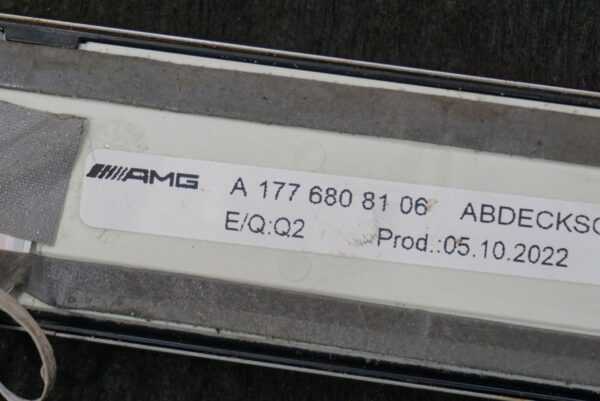 AMG A 177 680 81 06 ABDECKSC
E/Q:Q2 Prod.:05.10.2022